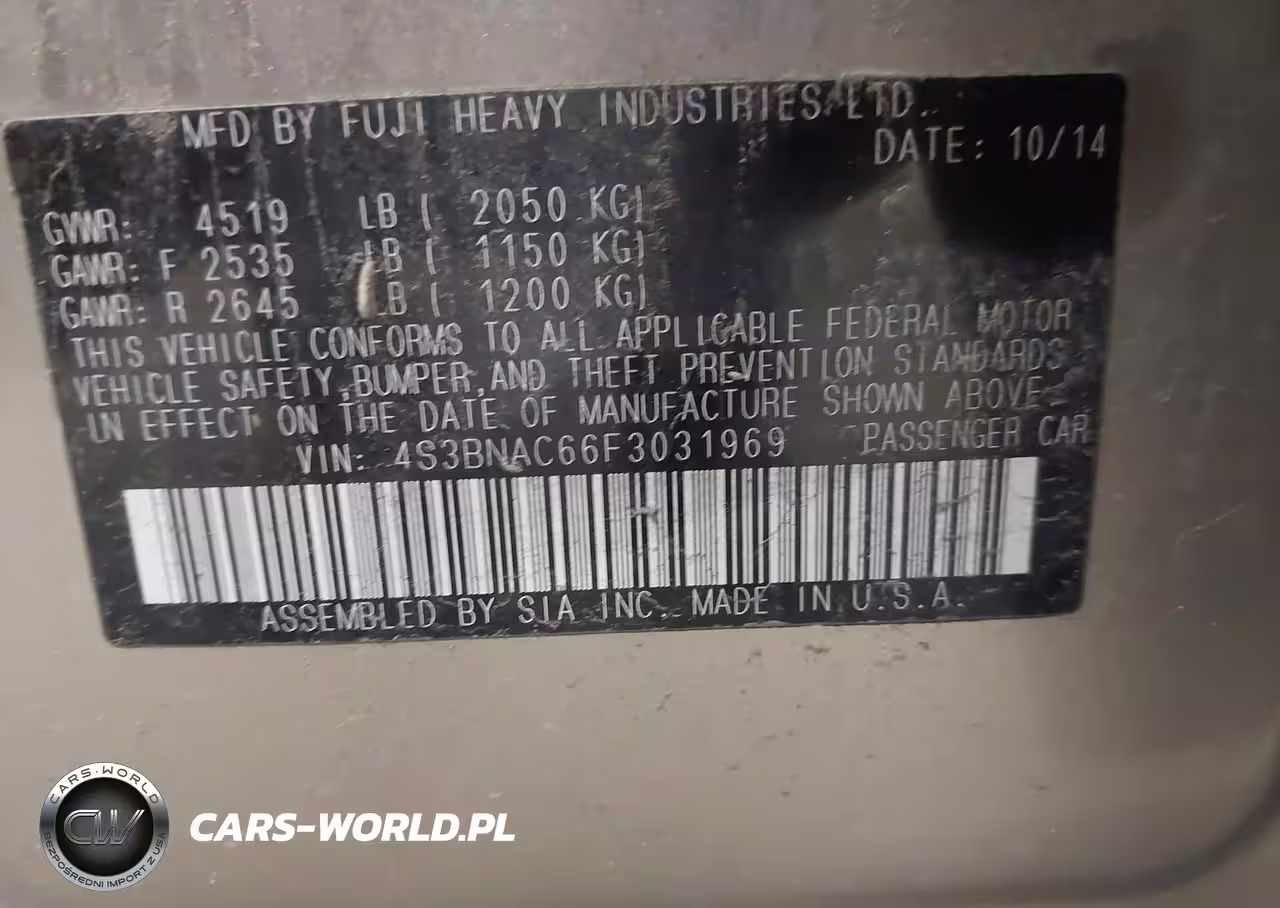 MFD BY FUJI HEAVY INDUSTRIES LTD.
DATE: 10/14
GVWR: 4519 LB ( 2050 KG)
GAWR: F 2535 LB ( 1150 KG)
GAWR: R 2645 LB ( 1200 KG)
THIS VEHICLE CONFORMS TO ALL APPLICABLE FEDERAL MOTOR
VEHICLE SAFETY, BUMPER, AND THEFT PREVENTION STANDARDS
IN EFFECT ON THE DATE OF MANUFACTURE SHOWN ABOVE
VIN: 4S3BNAC66F3031969 PASSENGER CAR
ASSEMBLED BY SIA INC. MADE IN U.S.A.
CARS-WORLD
CW
BEZPOŚREDNI IMPORT Z USA
CARS-WORLD.PL